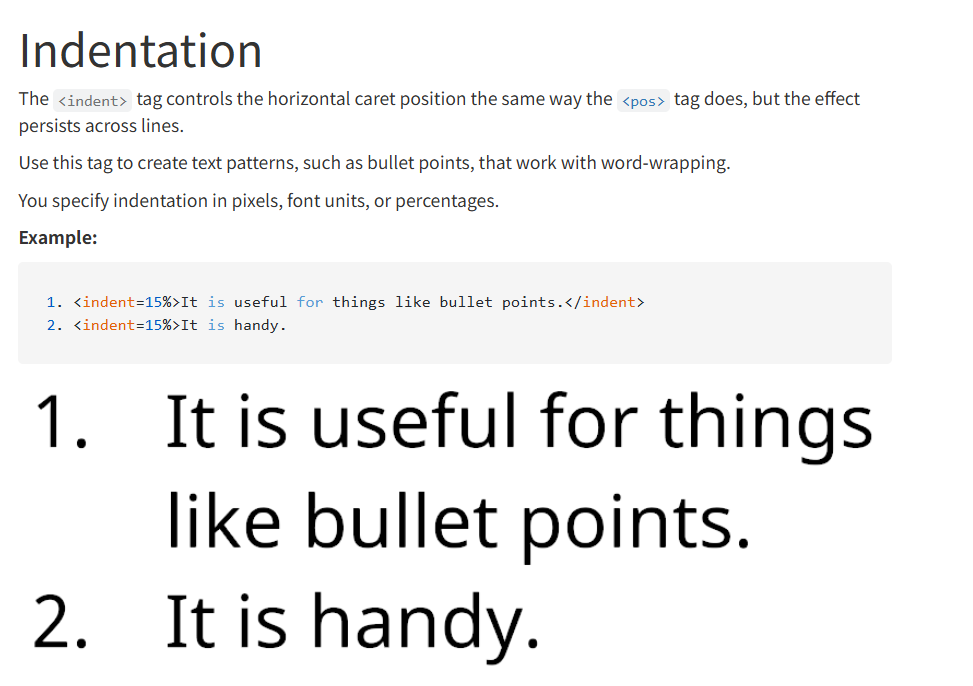 Indentation
The <indent> tag controls the horizontal caret position the same way the <pos> tag does, but the effect
persists across lines.
Use this tag to create text patterns, such as bullet points, that work with word-wrapping.
You specify indentation in pixels, font units, or percentages.
Example:
1. <indent=15%>It is useful for things like bullet points.</indent>
2. <indent=15%>It is handy.
1. It is useful for things
like bullet points.
2. It is handy.